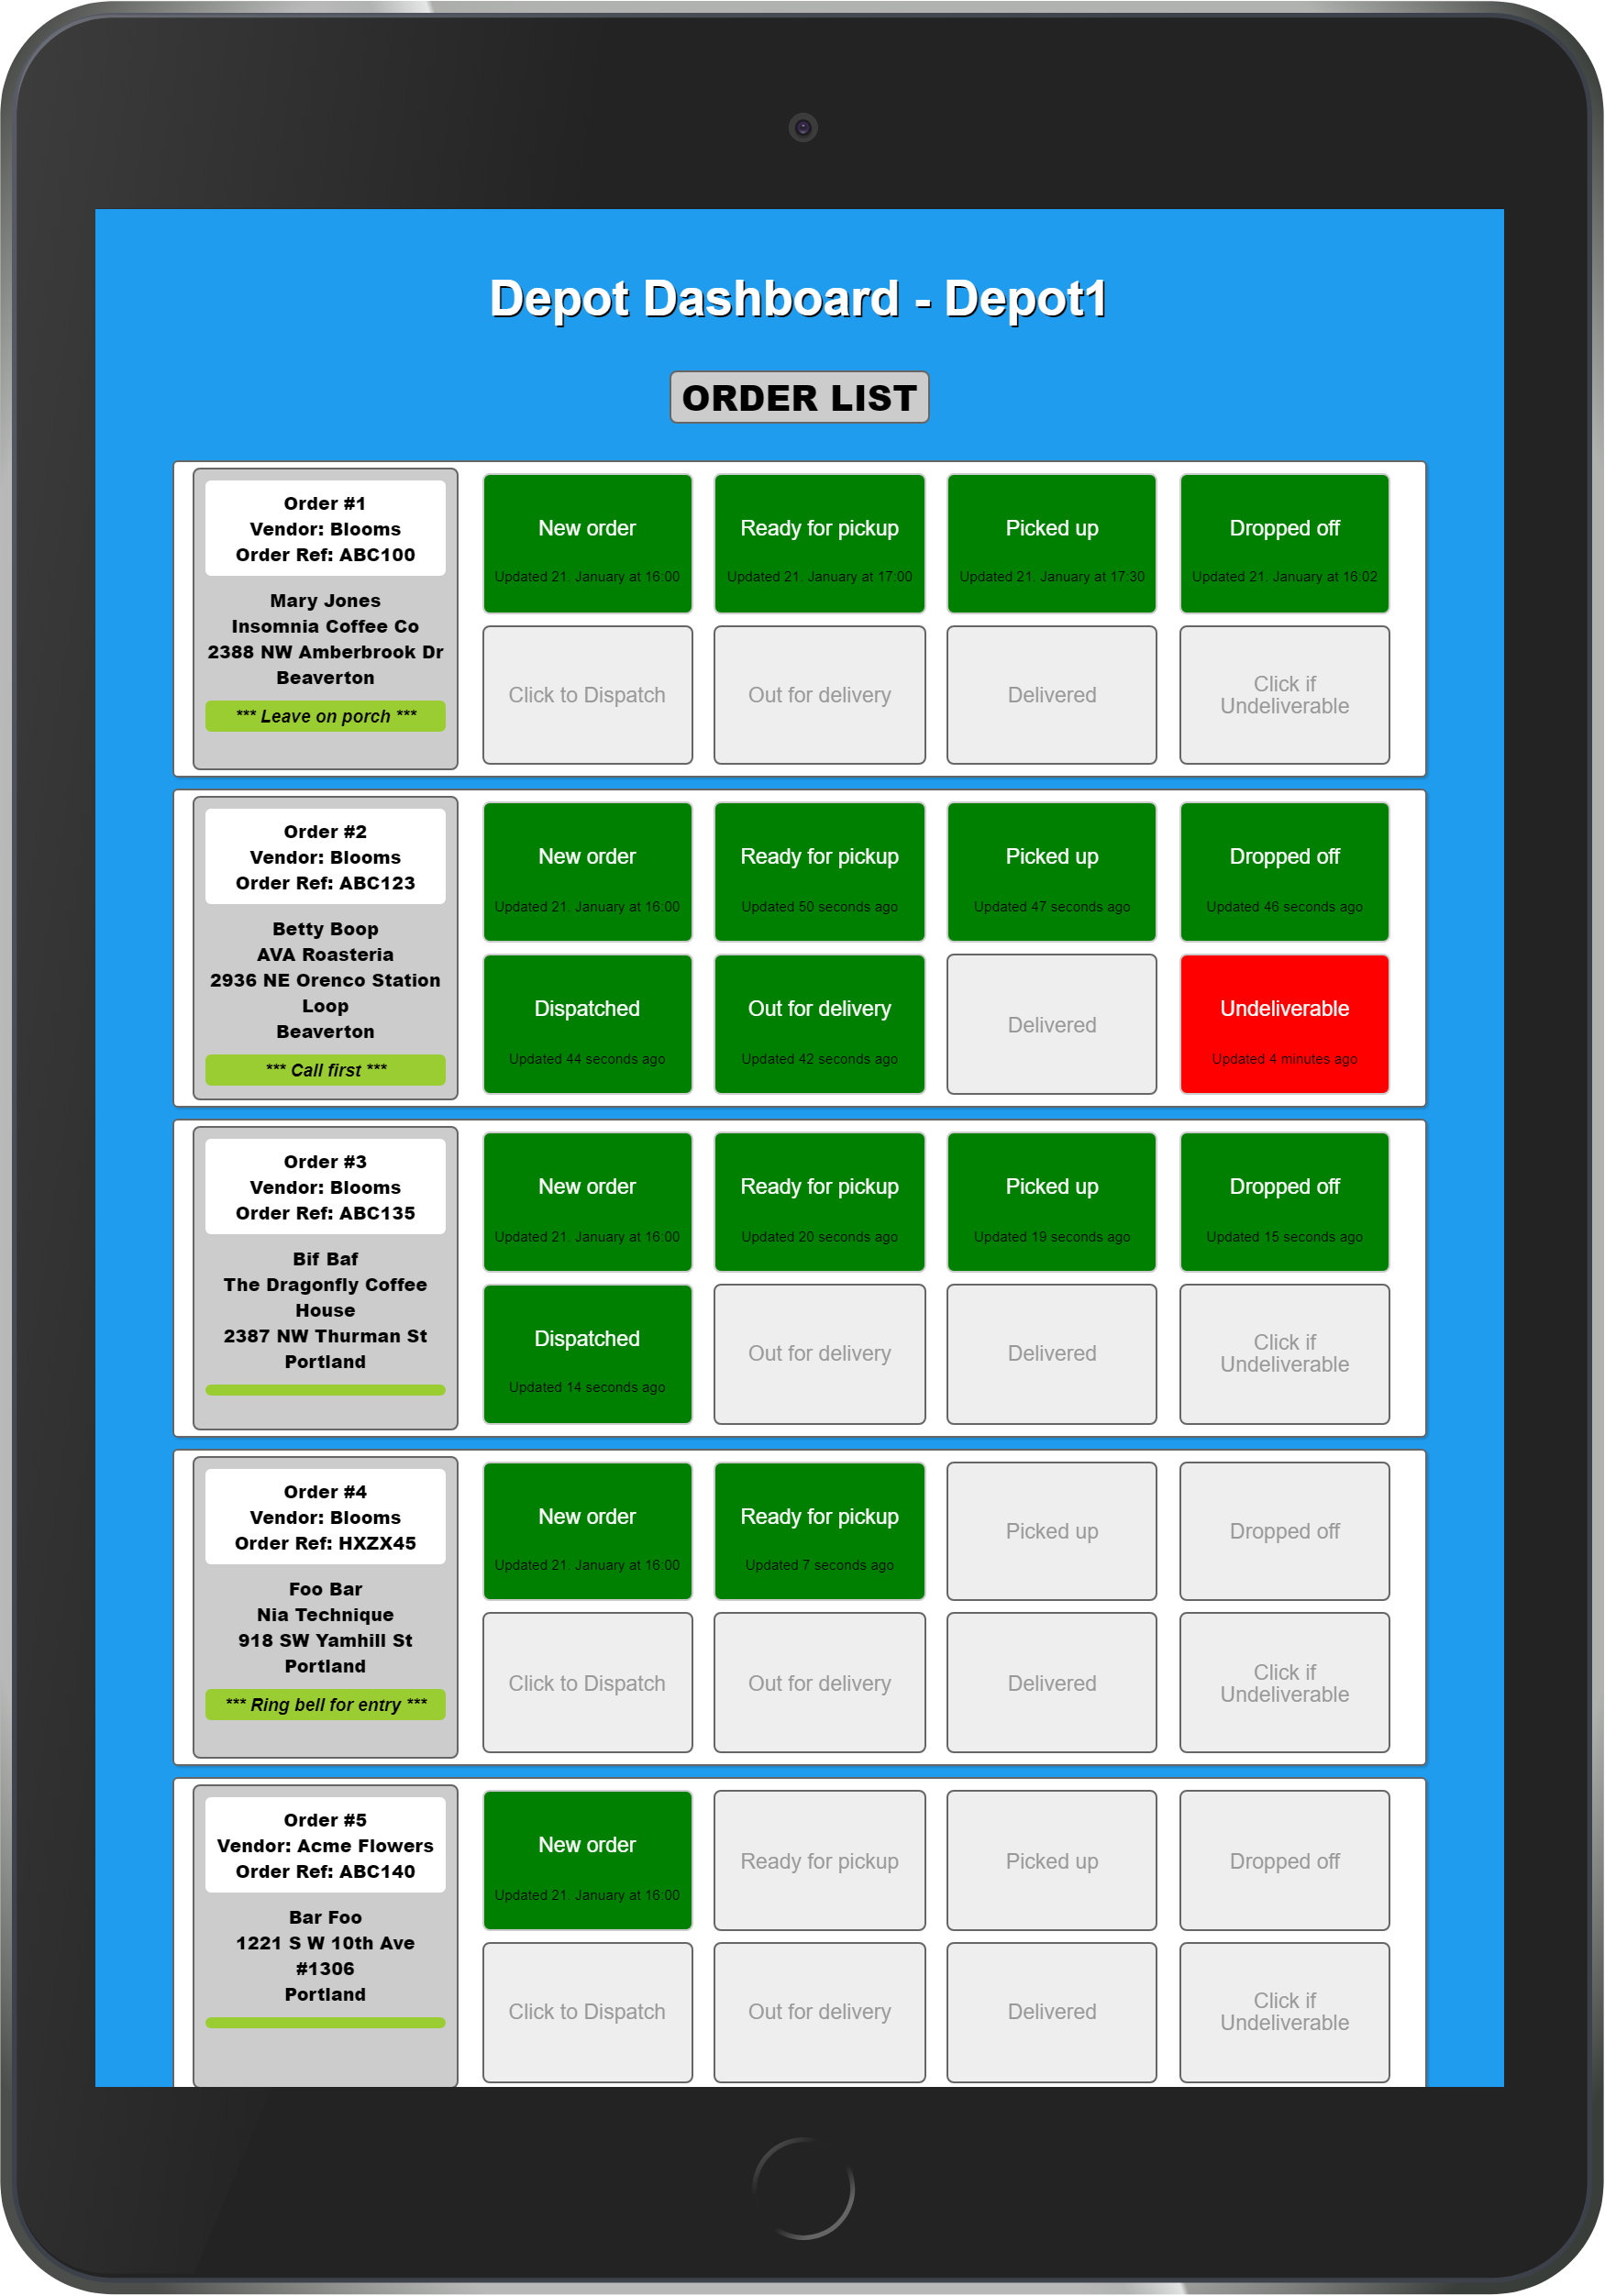 Depot Dashboard - Depot1
ORDER LIST
Order #1
Vendor: Blooms
Order Ref: ABC100
Mary Jones
Insomnia Coffee Co
2388 NW Amberbrook Dr
Beaverton
*** Leave on porch ***
New order
Updated 21. January at 16:00
Ready for pickup
Updated 21. January at 17:00
Picked up
Updated 21. January at 17:30
Dropped off
Updated 21. January at 16:02
Click to Dispatch
Out for delivery
Delivered
Click if
Undeliverable
Order #2
Vendor: Blooms
Order Ref: ABC123
Betty Boop
AVA Roasteria
2936 NE Orenco Station
Loop
Beaverton
*** Call first ***
New order
Updated 21. January at 16:00
Ready for pickup
Updated 50 seconds ago
Picked up
Updated 47 seconds ago
Dropped off
Updated 46 seconds ago
Dispatched
Updated 44 seconds ago
Out for delivery
Updated 42 seconds ago
Delivered
Undeliverable
Updated 4 minutes ago
Order #3
Vendor: Blooms
Order Ref: ABC135
Bif Baf
The Dragonfly Coffee
House
2387 NW Thurman St
Portland
New order
Updated 21. January at 16:00
Ready for pickup
Updated 20 seconds ago
Picked up
Updated 19 seconds ago
Dropped off
Updated 15 seconds ago
Dispatched
Updated 14 seconds ago
Out for delivery
Delivered
Click if
Undeliverable
Order #4
Vendor: Blooms
Order Ref: HXZX45
Foo Bar
Nia Technique
918 SW Yamhill St
Portland
*** Ring bell for entry ***
New order
Updated 21. January at 16:00
Ready for pickup
Updated 7 seconds ago
Picked up
Dropped off
Click to Dispatch
Out for delivery
Delivered
Click if
Undeliverable
Order #5
Vendor: Acme Flowers
Order Ref: ABC140
Bar Foo
1221 S W 10th Ave
#1306
Portland
New order
Updated 21. January at 16:00
Ready for pickup
Picked up
Dropped off
Click to Dispatch
Out for delivery
Delivered
Click if
Undeliverable